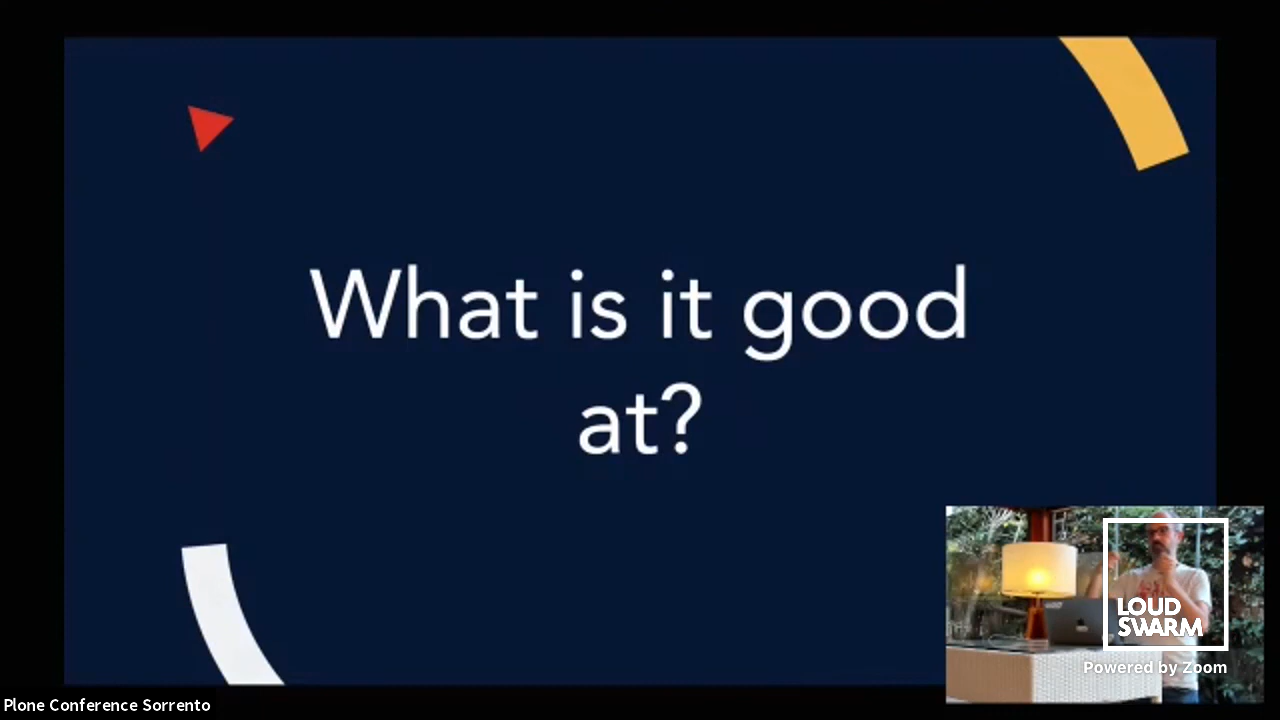 What is it good
at?
LOUD
SWARM
Powered by Zoom
Plone Conference Sorrento